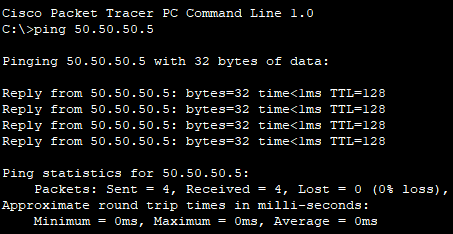 Cisco Packet Tracer PC Command Line 1.0
C:\>ping 50.50.50.5
Pinging 50.50.50.5 with 32 bytes of data:
Reply from 50.50.50.5: bytes=32 time<1ms TTL=128
Reply from 50.50.50.5: bytes=32 time<1ms TTL=128
Reply from 50.50.50.5: bytes=32 time<1ms TTL=128
Reply from 50.50.50.5: bytes=32 time<1ms TTL=128
Ping statistics for 50.50.50.5:
    Packets: Sent = 4, Received = 4, Lost = 0 (0% loss),
Approximate round trip times in milli-seconds:
    Minimum = 0ms, Maximum = 0ms, Average = 0ms